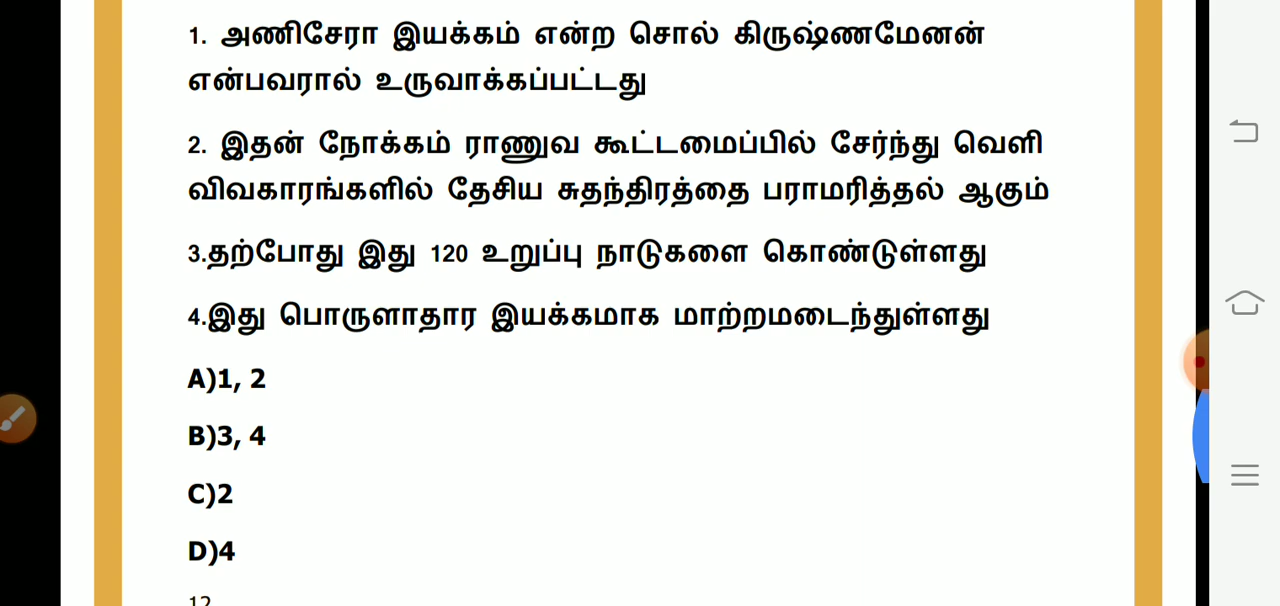 1. அணிசேரா இயக்கம் என்ற சொல் கிருஷ்ணமேனன்
என்பவரால் உருவாக்கப்பட்டது
2. இதன் நோக்கம் ராணுவ கூட்டமைப்பில் சேர்ந்து வெளி
விவகாரங்களில் தேசிய சுதந்திரத்தை பராமரித்தல் ஆகும்
3.தற்போது இது 120 உறுப்பு நாடுகளை கொண்டுள்ளது
4.இது பொருளாதார இயக்கமாக மாற்றமடைந்துள்ளது
A)1, 2
B)3, 4
C)2
D)4
12